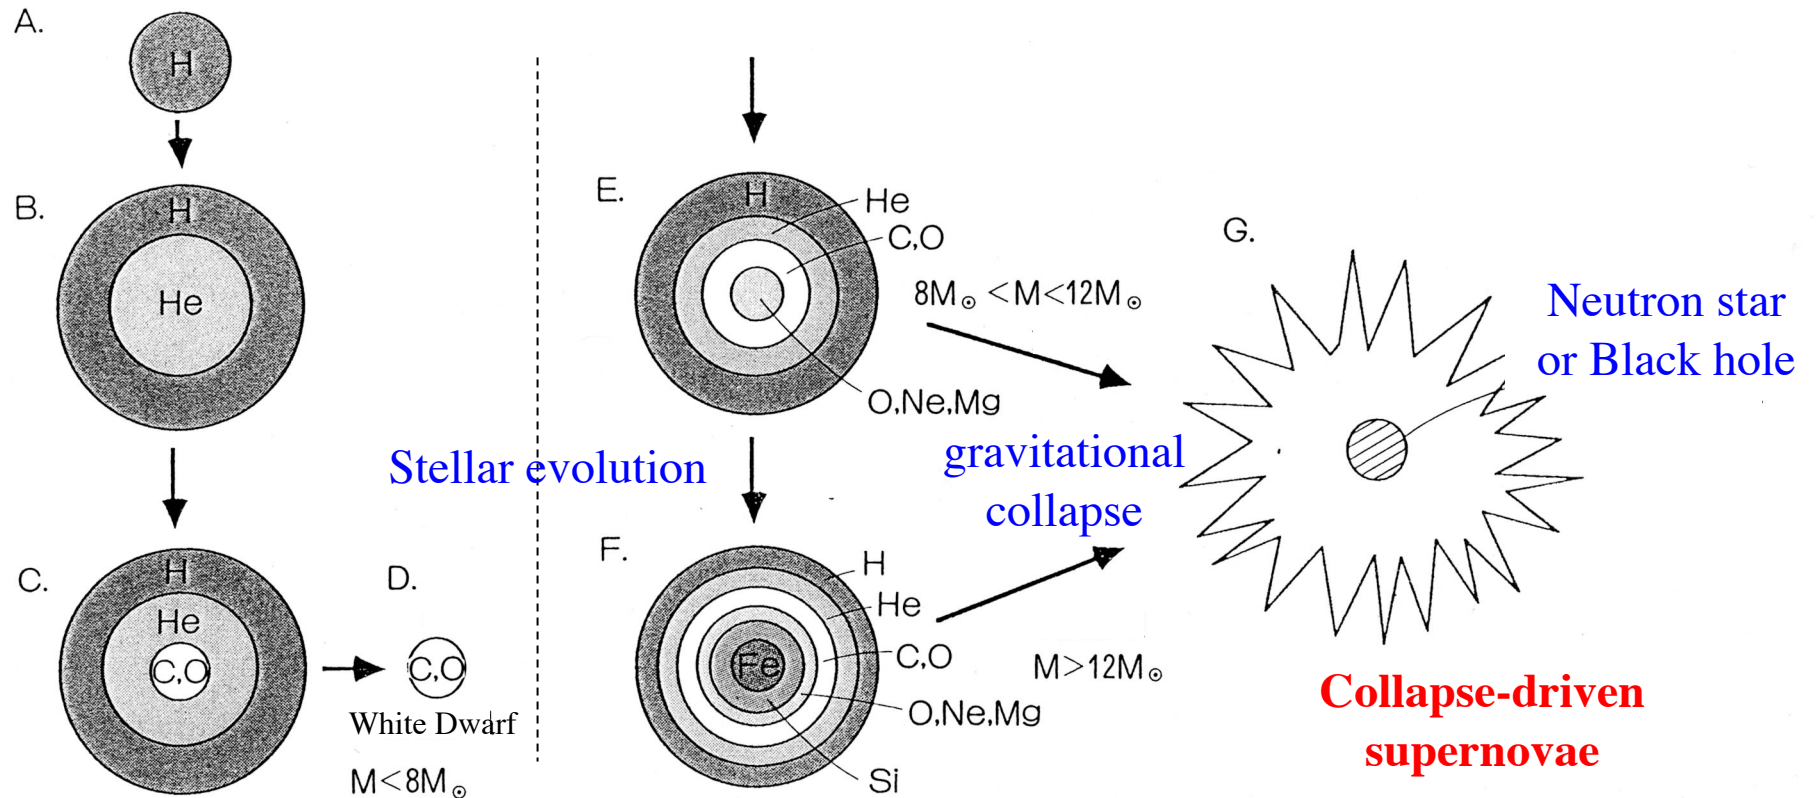 A.
H
B.
H
He
C.
H
He
C,O
D.
C,O
White Dwarf
M<8M☉
Stellar evolution
E.
H
He
C,O
O,Ne,Mg
8M☉ <M<12M☉
gravitational
collapse
F.
H
He
C,O
O,Ne,Mg
Si
Fe
M>12M☉
G.
Neutron star
or Black hole
Collapse-driven
supernovae